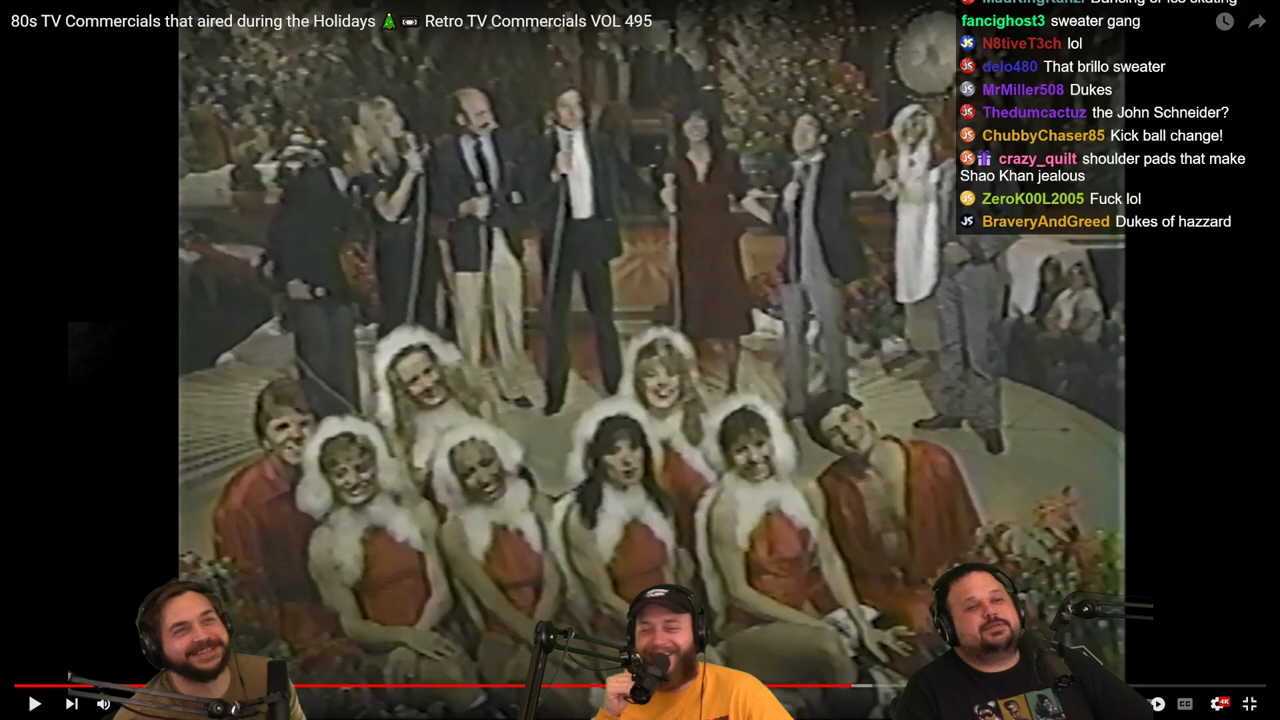 80s TV Commercials that aired during the Holidays 🎄📼 Retro TV Commercials VOL 495
fancighost3 sweater gang
N8tiveT3ch lol
delo480 That brillo sweater
MrMiller508 Dukes
Thedumcactuz the John Schneider?
ChubbyChaser85 Kick ball change!
crazy_quilt shoulder pads that make
Shao Khan jealous
ZeroK00L2005 Fuck lol
BraveryAndGreed Dukes of hazzard
CC
4K